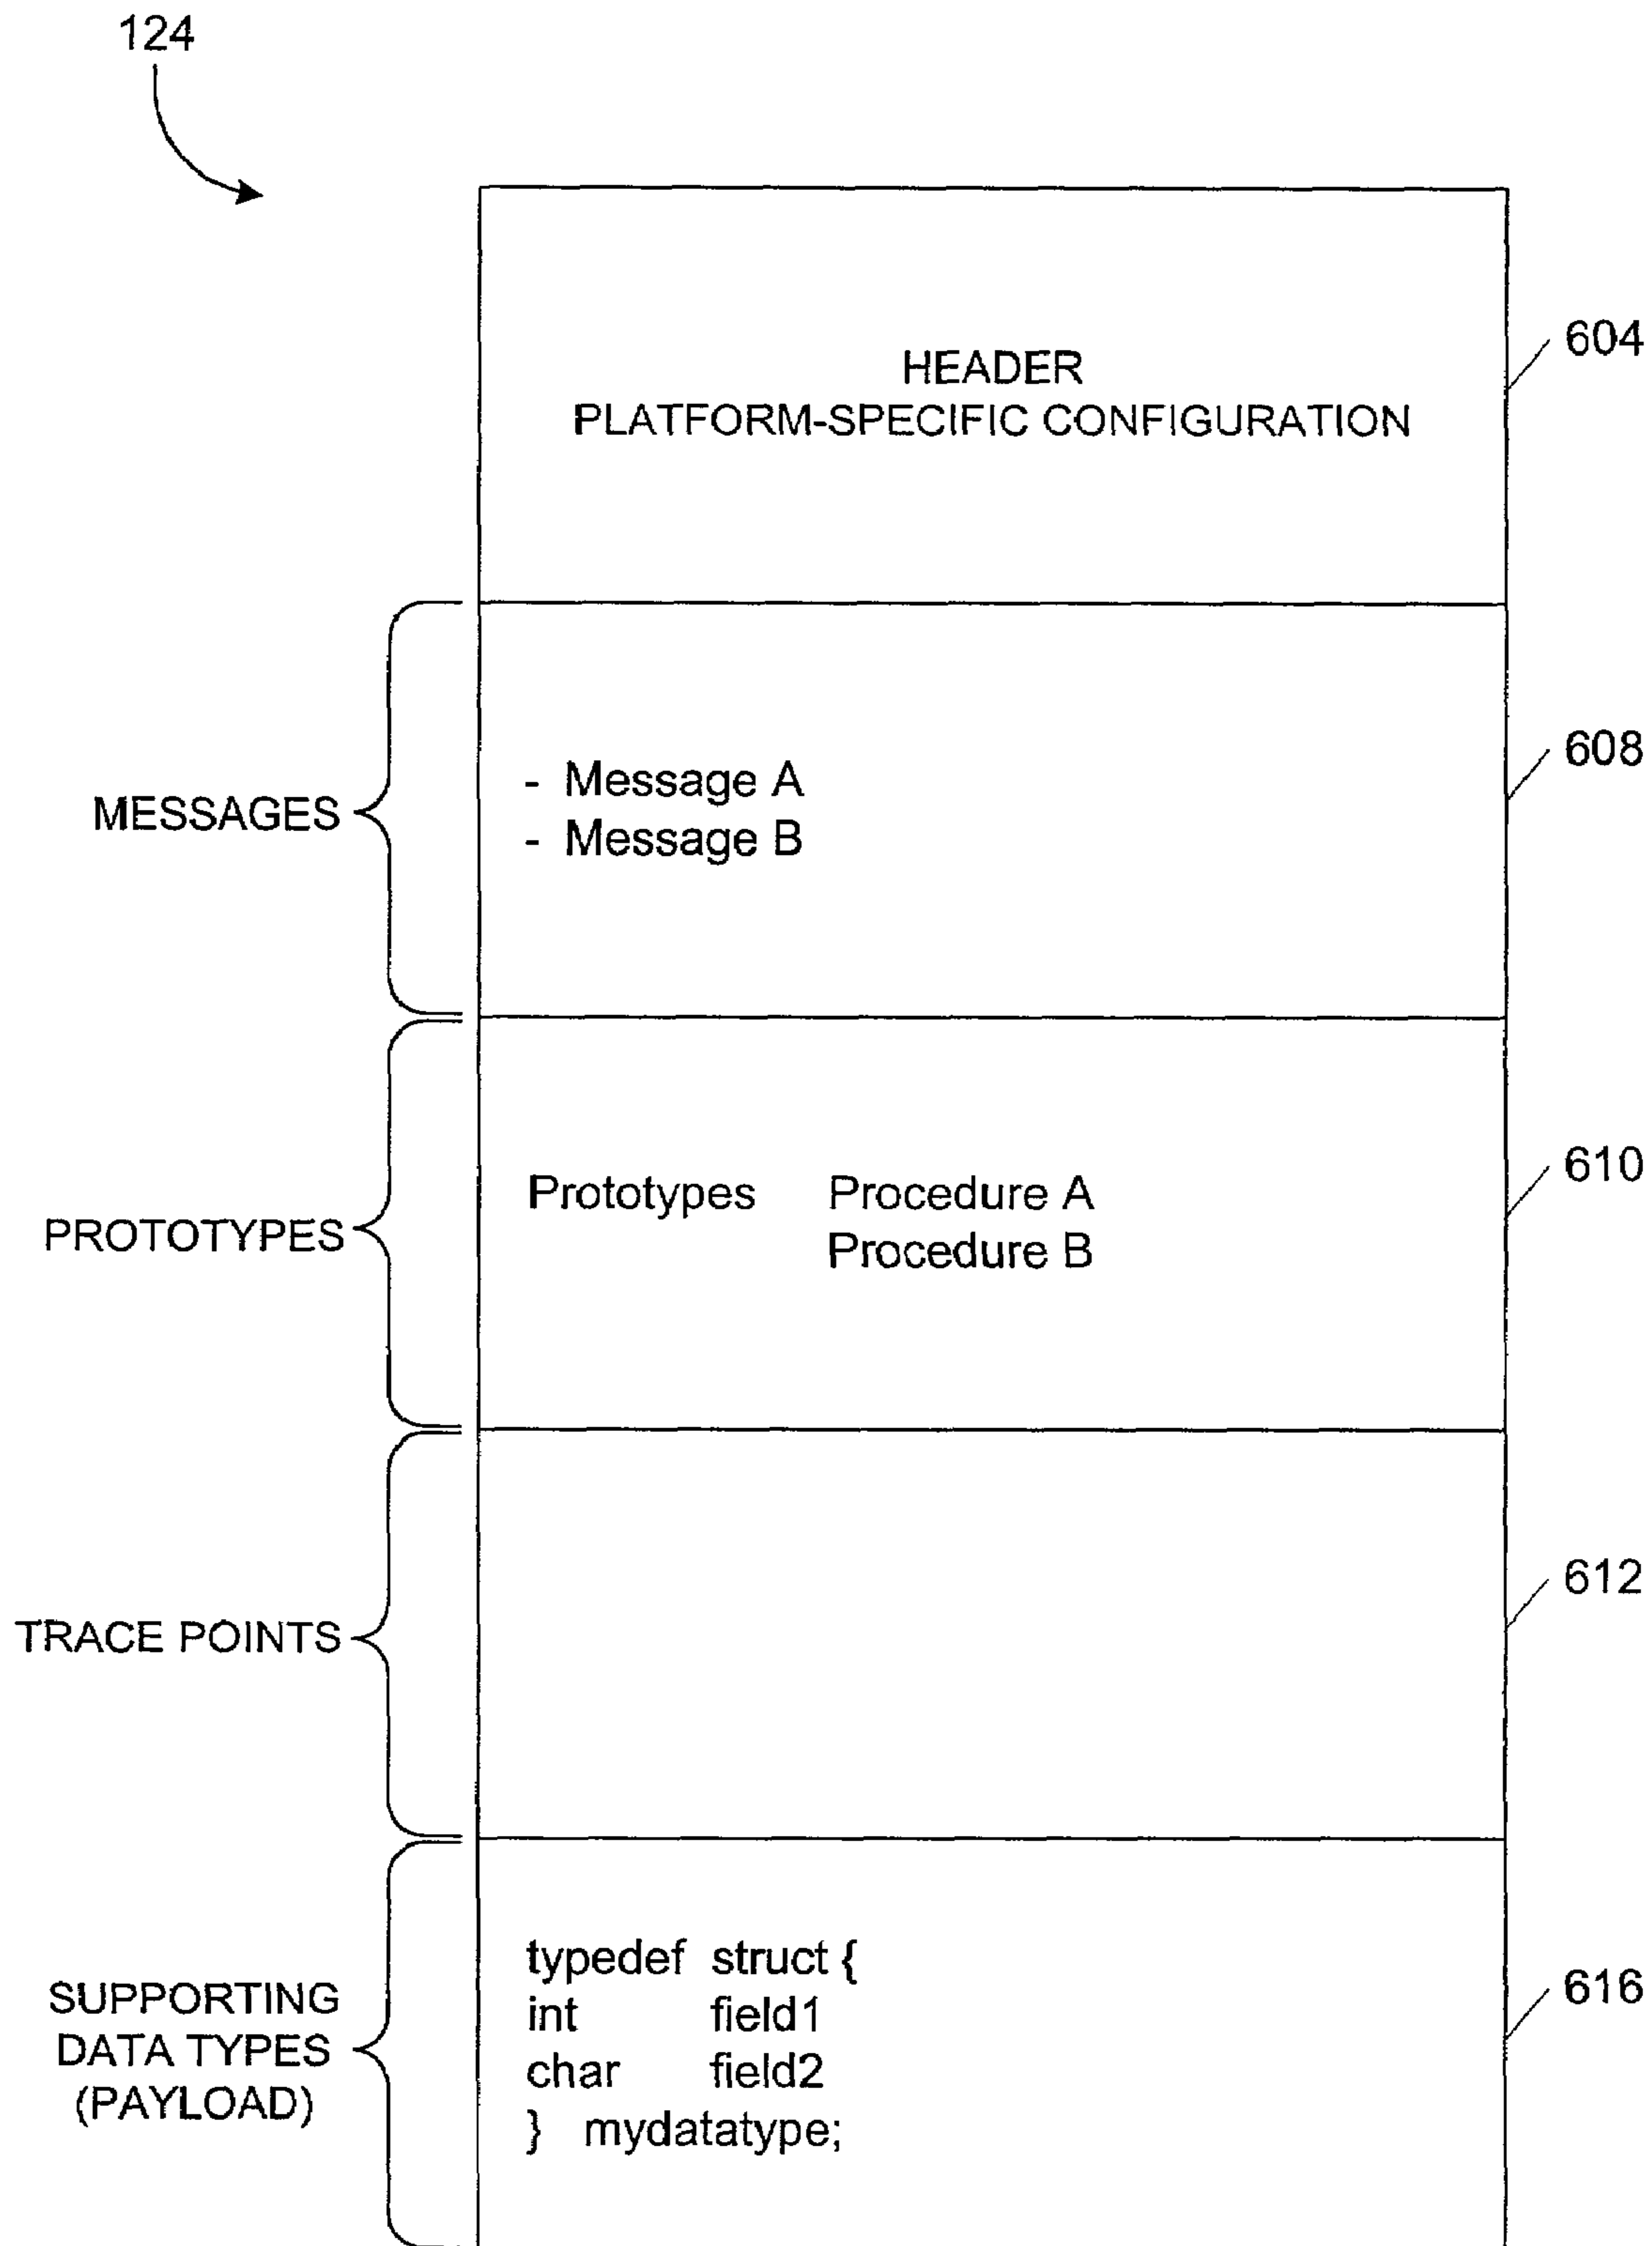 124
HEADER
PLATFORM-SPECIFIC CONFIGURATION
604
MESSAGES
- Message A
- Message B
608
PROTOTYPES
Prototypes Procedure A
Procedure B
610
TRACE POINTS
612
SUPPORTING
DATA TYPES
(PAYLOAD)
typedef struct {
int field1
char field2
} mydatatype;
616